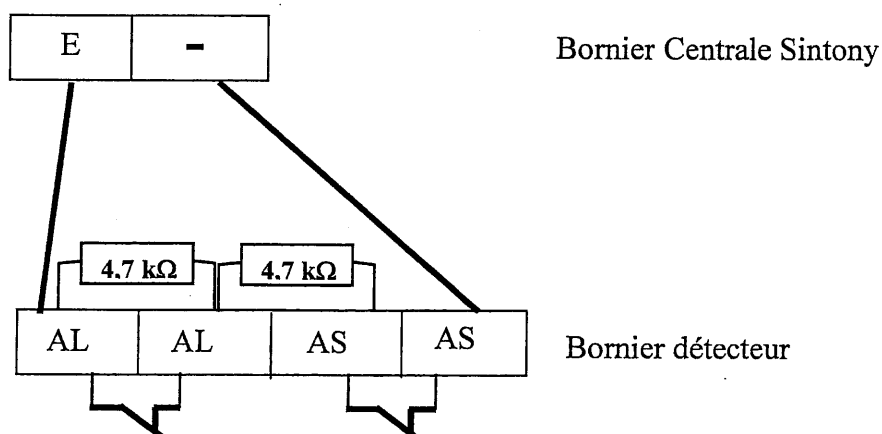 E - Bornier Centrale Sintony
4.7 kΩ 4.7 kΩ
AL AL AS AS Bornier détecteur